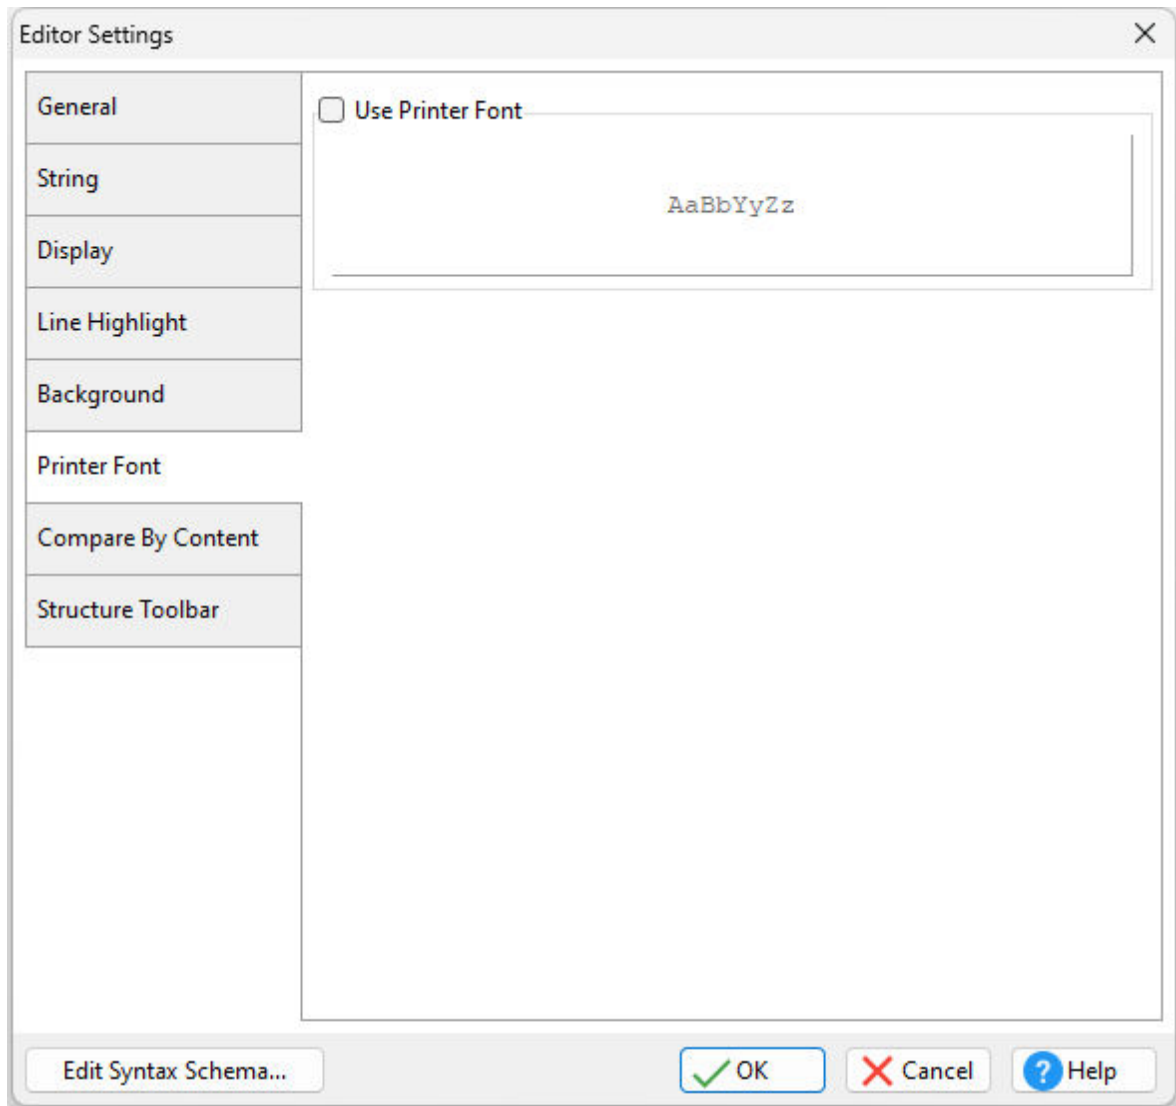 Editor Settings
General
String
Display
Line Highlight
Background
Printer Font
Compare By Content
Structure Toolbar
Use Printer Font
AaBbYyZz
Edit Syntax Schema...
OK
Cancel
? Help